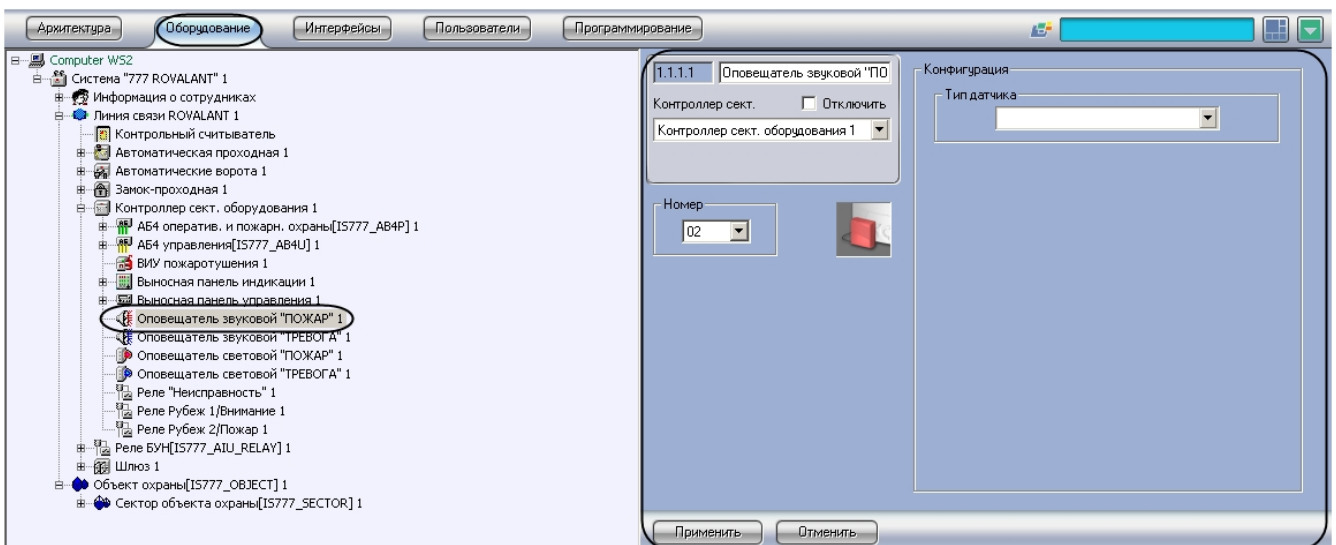 Архитектура Оборудование Интерфейсы Пользователи Программирование
Computer WS2
Система "777 ROVALANT" 1
Информация о сотрудниках
Линия связи ROVALANT 1
Контрольный считыватель
Автоматическая проходная 1
Автоматические ворота 1
Замок-проходная 1
Контроллер сект. оборудования 1
АБ4 оператив. и пожарн. охраны[IS777_AB4P] 1
АБ4 управления[IS777_AB4U] 1
ВИУ пожаротушения 1
Выносная панель индикации 1
Выносная панель управления 1
Оповещатель звуковой "ПОЖАР" 1
Оповещатель звуковой "ТРЕВОГА" 1
Оповещатель световой "ПОЖАР" 1
Оповещатель световой "ТРЕВОГА" 1
Реле "Неисправность" 1
Реле Рубеж 1/Внимание 1
Реле Рубеж 2/Пожар 1
Реле БУН[IS777_AIU_RELAY] 1
Шлюз 1
Объект охраны[IS777_OBJECT] 1
Сектор объекта охраны[IS777_SECTOR] 1
1.1.1.1 Оповещатель звуковой "ПО
Контроллер сект. Отключить
Контроллер сект. оборудования 1
Номер
02
Конфигурация
Тип датчика
Применить Отменить